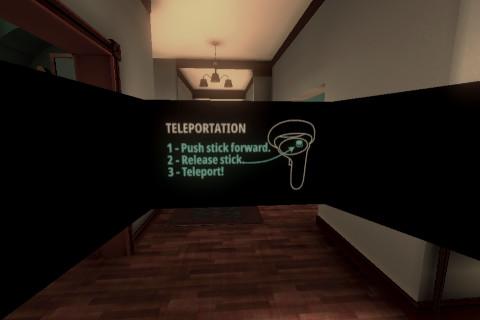 TELEPORTATION
1 - Push stick forward.
2 - Release stick.
3 - Teleport!